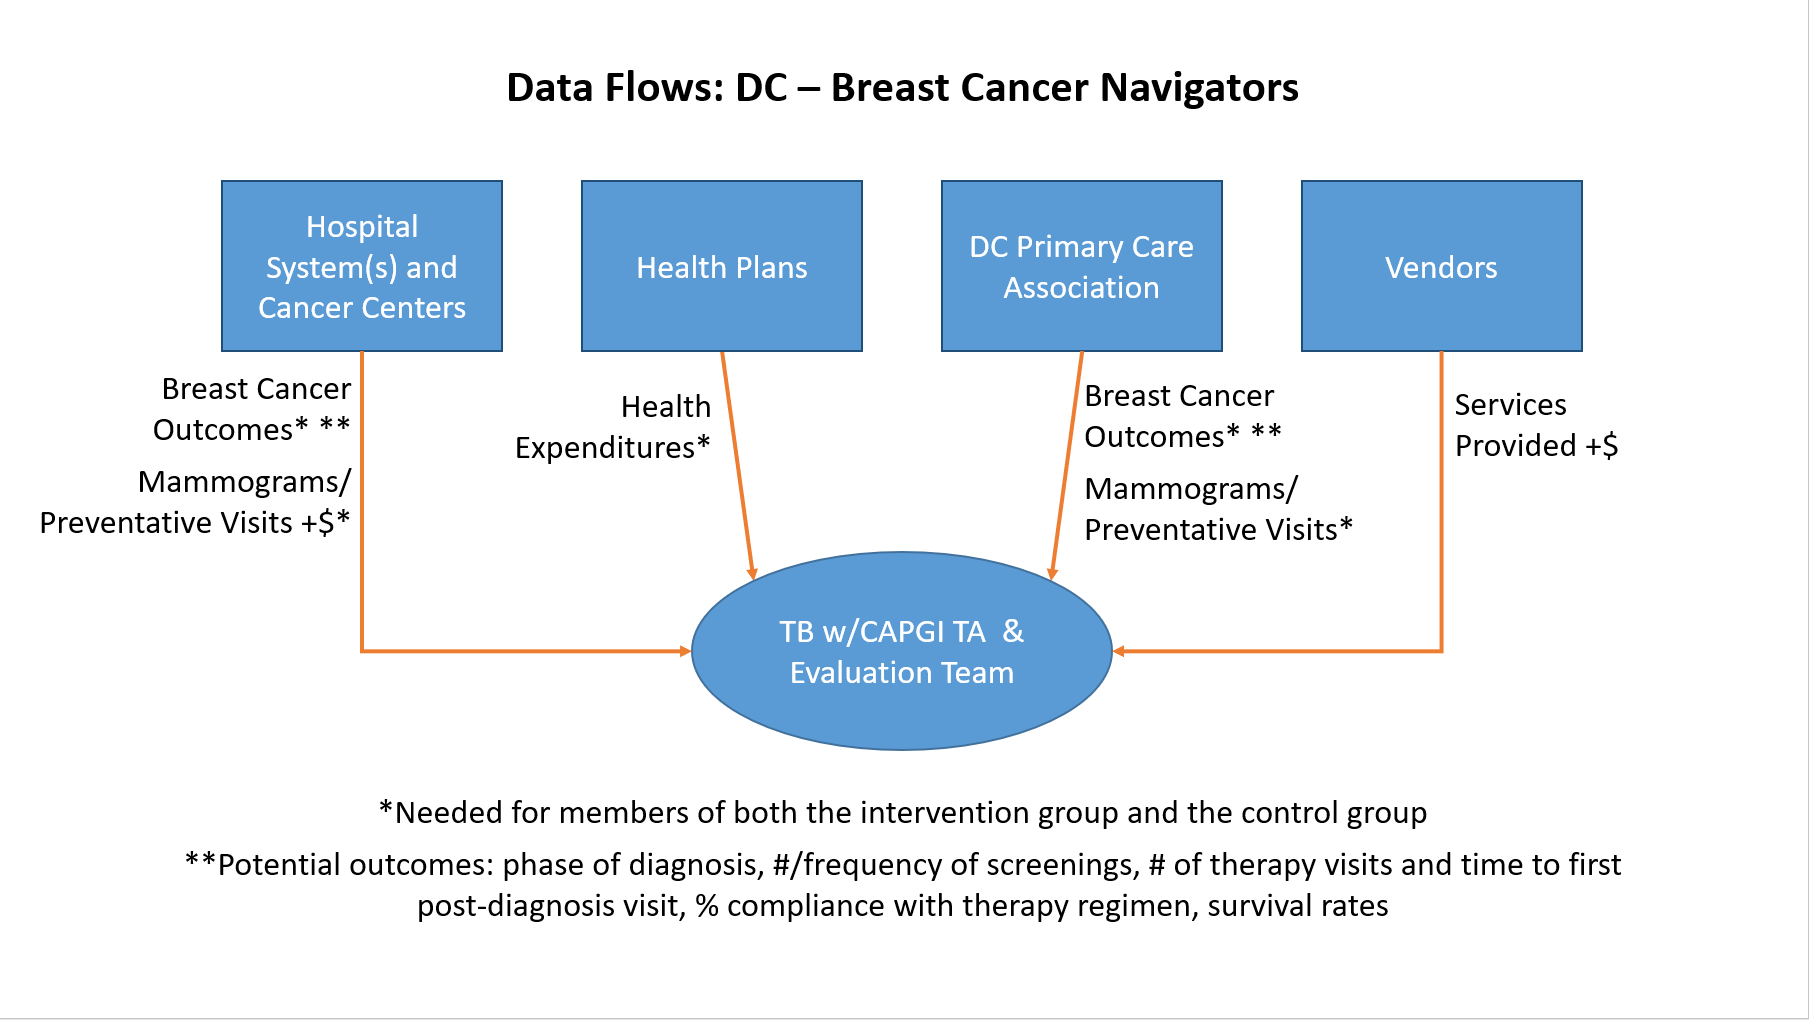 Data Flows: DC – Breast Cancer Navigators
Hospital
System(s) and
Cancer Centers
Health Plans
DC Primary Care
Association
Vendors
Breast Cancer
Outcomes* **
Mammograms/
Preventative Visits +$*
Health
Expenditures*
Breast Cancer
Outcomes* **
Mammograms/
Preventative Visits*
Services
Provided +$
TB w/CAPGI TA  &
Evaluation Team
*Needed for members of both the intervention group and the control group
**Potential outcomes: phase of diagnosis, #/frequency of screenings, # of therapy visits and time to first
post-diagnosis visit, % compliance with therapy regimen, survival rates